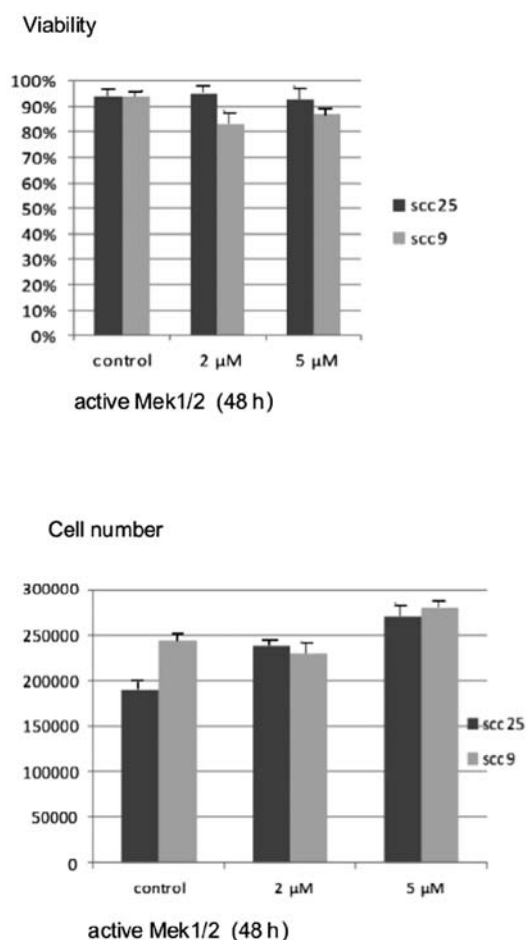 Viability
100%
90%
80%
70%
60%
50%
40%
30%
20%
10%
0%
control 2 µM 5 µM
scc25
scc9
active Mek1/2 (48 h)
Cell number
300000
250000
200000
150000
100000
50000
0
control 2 µM 5 µM
scc25
scc9
active Mek1/2 (48 h)